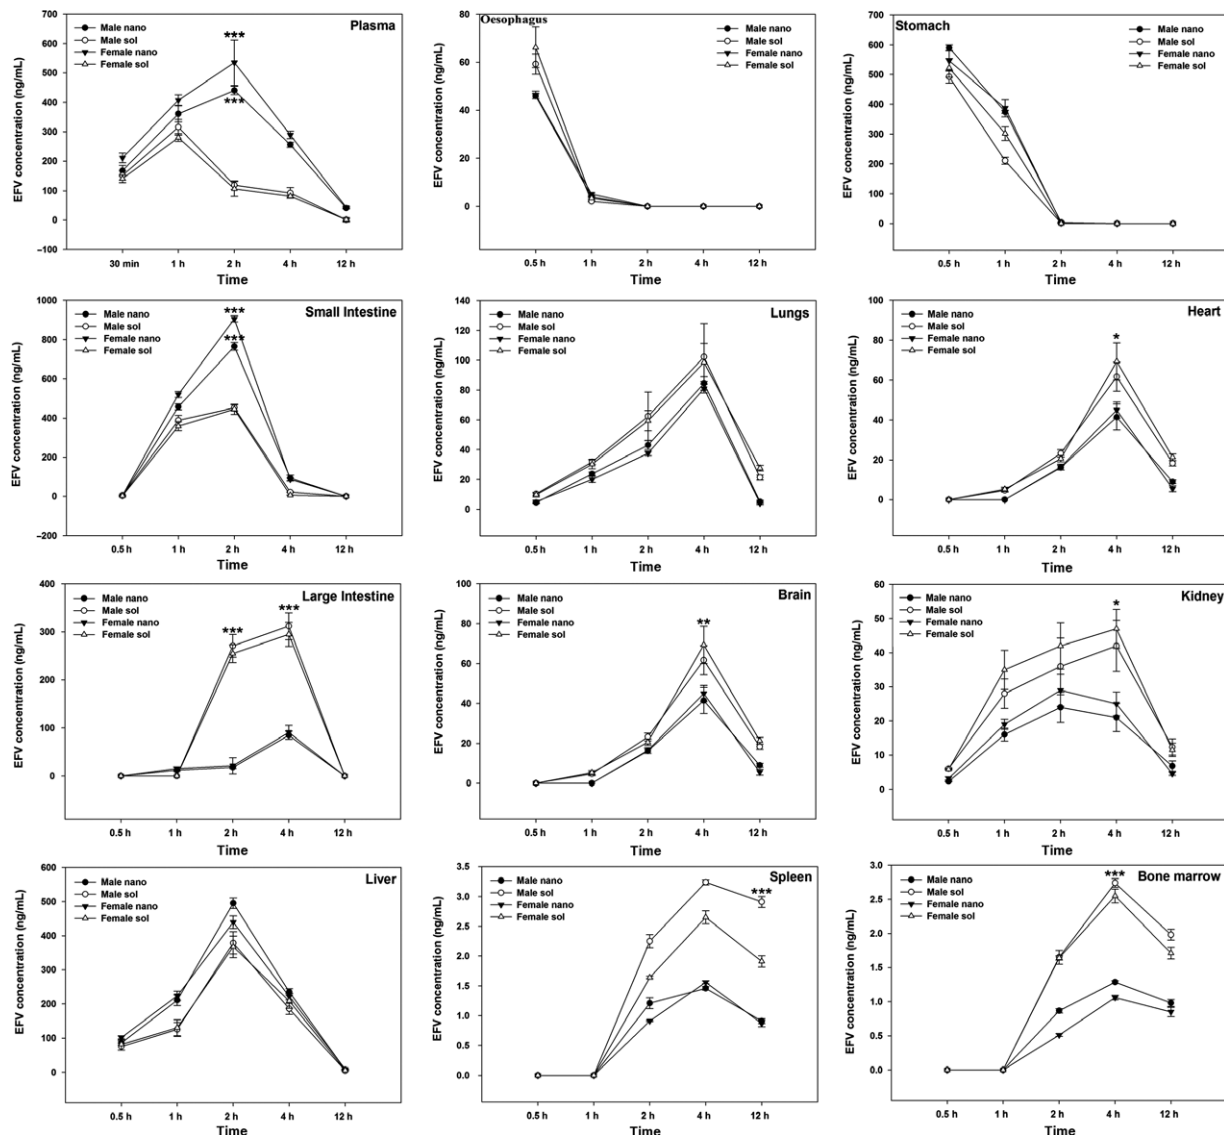 Plasma
Male nano
Male sol
Female nano
Female sol
***
***
EFV concentration (ng/mL)
700
600
500
400
300
200
100
0
–100
30 min 1 h 2 h 4 h 12 h
Time
Oesophagus
Male nano
Male sol
Female nano
Female sol
EFV concentration (ng/mL)
80
60
40
20
0
0.5 h 1 h 2 h 4 h 12 h
Time
Stomach
Male nano
Male sol
Female nano
Female sol
EFV concentration (ng/mL)
700
600
500
400
300
200
100
0
0.5 h 1 h 2 h 4 h 12 h
Time
Small Intestine
Male nano
Male sol
Female nano
Female sol
***
***
EFV concentration (ng/mL)
1000
800
600
400
200
0
–200
0.5 h 1 h 2 h 4 h 12 h
Time
Lungs
Male nano
Male sol
Female nano
Female sol
EFV concentration (ng/mL)
140
120
100
80
60
40
20
0
0.5 h 1 h 2 h 4 h 12 h
Time
Heart
Male nano
Male sol
Female nano
Female sol
*
EFV concentration (ng/mL)
100
80
60
40
20
0
0.5 h 1 h 2 h 4 h 12 h
Time
Large Intestine
Male nano
Male sol
Female nano
Female sol
***
***
EFV concentration (ng/mL)
400
300
200
100
0
0.5 h 1 h 2 h 4 h 12 h
Time
Brain
Male nano
Male sol
Female nano
Female sol
**
EFV concentration (ng/mL)
100
80
60
40
20
0
0.5 h 1 h 2 h 4 h 12 h
Time
Kidney
Male nano
Male sol
Female nano
Female sol
*
EFV concentration (ng/mL)
60
50
40
30
20
10
0
0.5 h 1 h 2 h 4 h 12 h
Time
Liver
Male nano
Male sol
Female nano
Female sol
EFV concentration (ng/mL)
600
500
400
300
200
100
0
0.5 h 1 h 2 h 4 h 12 h
Time
Spleen
Male nano
Male sol
Female nano
Female sol
***
EFV concentration (ng/mL)
3.5
3.0
2.5
2.0
1.5
1.0
0.5
0.0
0.5 h 1 h 2 h 4 h 12 h
Time
Bone marrow
Male nano
Male sol
Female nano
Female sol
***
EFV concentration (ng/mL)
3.0
2.5
2.0
1.5
1.0
0.5
0.0
0.5 h 1 h 2 h 4 h 12 h
Time